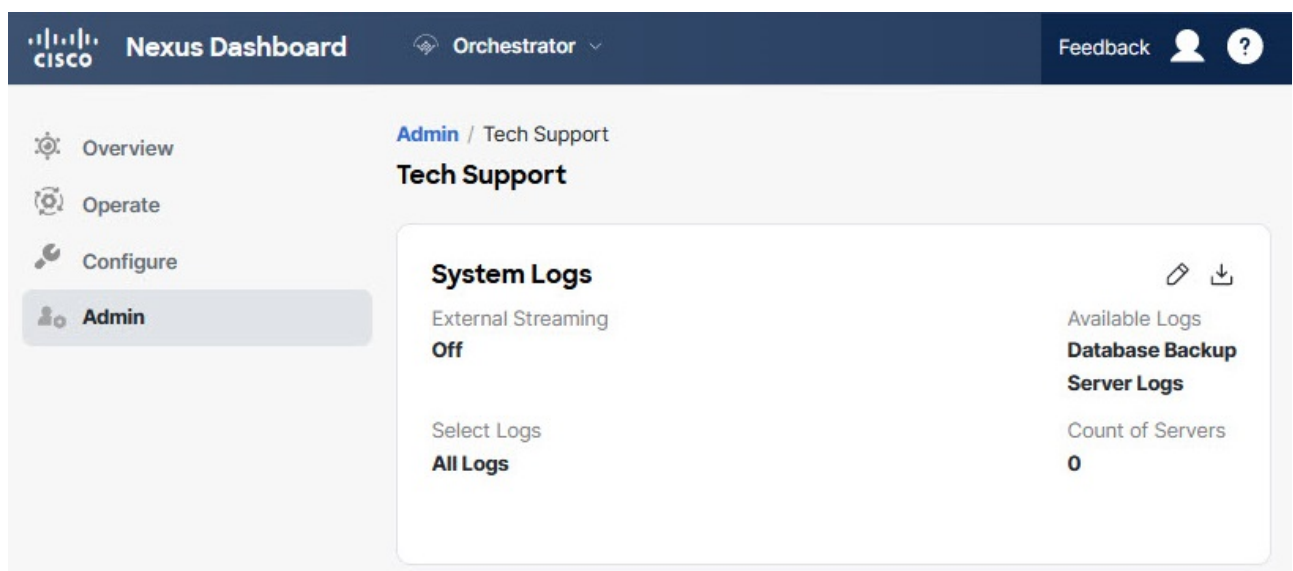 CISCO Nexus Dashboard Orchestrator Feedback ?
Overview
Operate
Configure
Admin
Admin / Tech Support
Tech Support
System Logs
External Streaming
Off
Available Logs
Database Backup
Server Logs
Select Logs
All Logs
Count of Servers
0